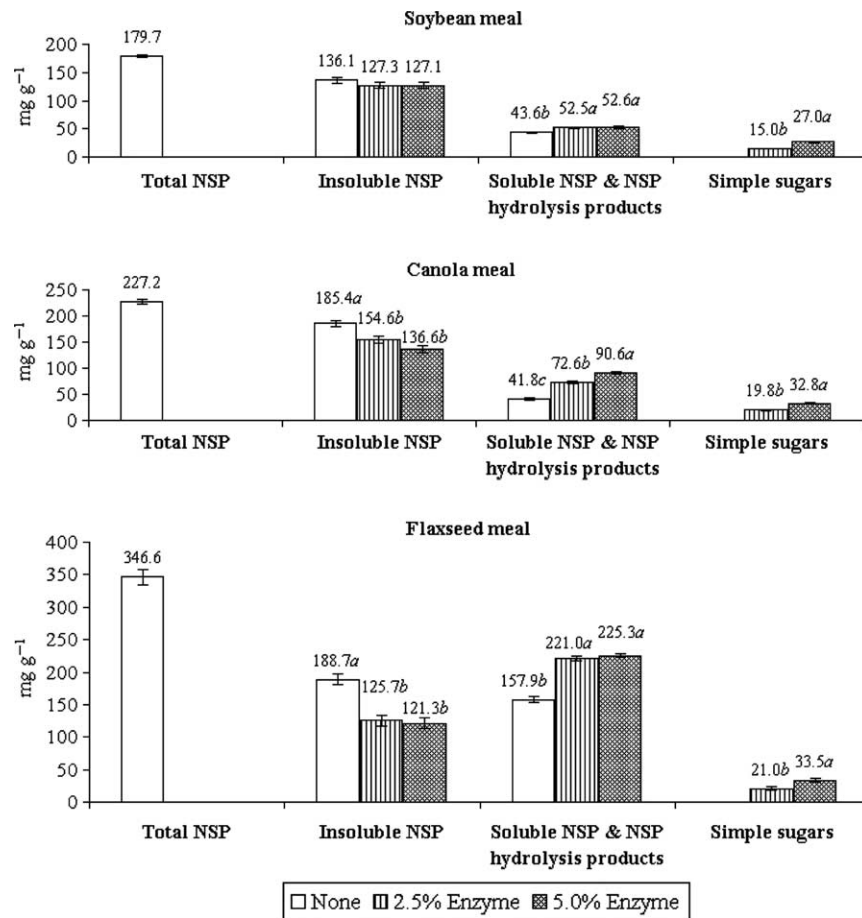 Soybean meal
mg g⁻¹
200
150
100
50
0
179.7
136.1 127.3 127.1
43.6b 52.5a 52.6a
15.0b 27.0a
Total NSP
Insoluble NSP
Soluble NSP & NSP
hydrolysis products
Simple sugars
Canola meal
mg g⁻¹
250
200
150
100
50
0
227.2
185.4a 154.6b 136.6b
41.8c 72.6b 90.6a
19.8b 32.8a
Total NSP
Insoluble NSP
Soluble NSP & NSP
hydrolysis products
Simple sugars
Flaxseed meal
mg g⁻¹
400
350
300
250
200
150
100
50
0
346.6
188.7a 125.7b 121.3b
157.9b 221.0a 225.3a
21.0b 33.5a
Total NSP
Insoluble NSP
Soluble NSP & NSP
hydrolysis products
Simple sugars
None 2.5% Enzyme 5.0% Enzyme